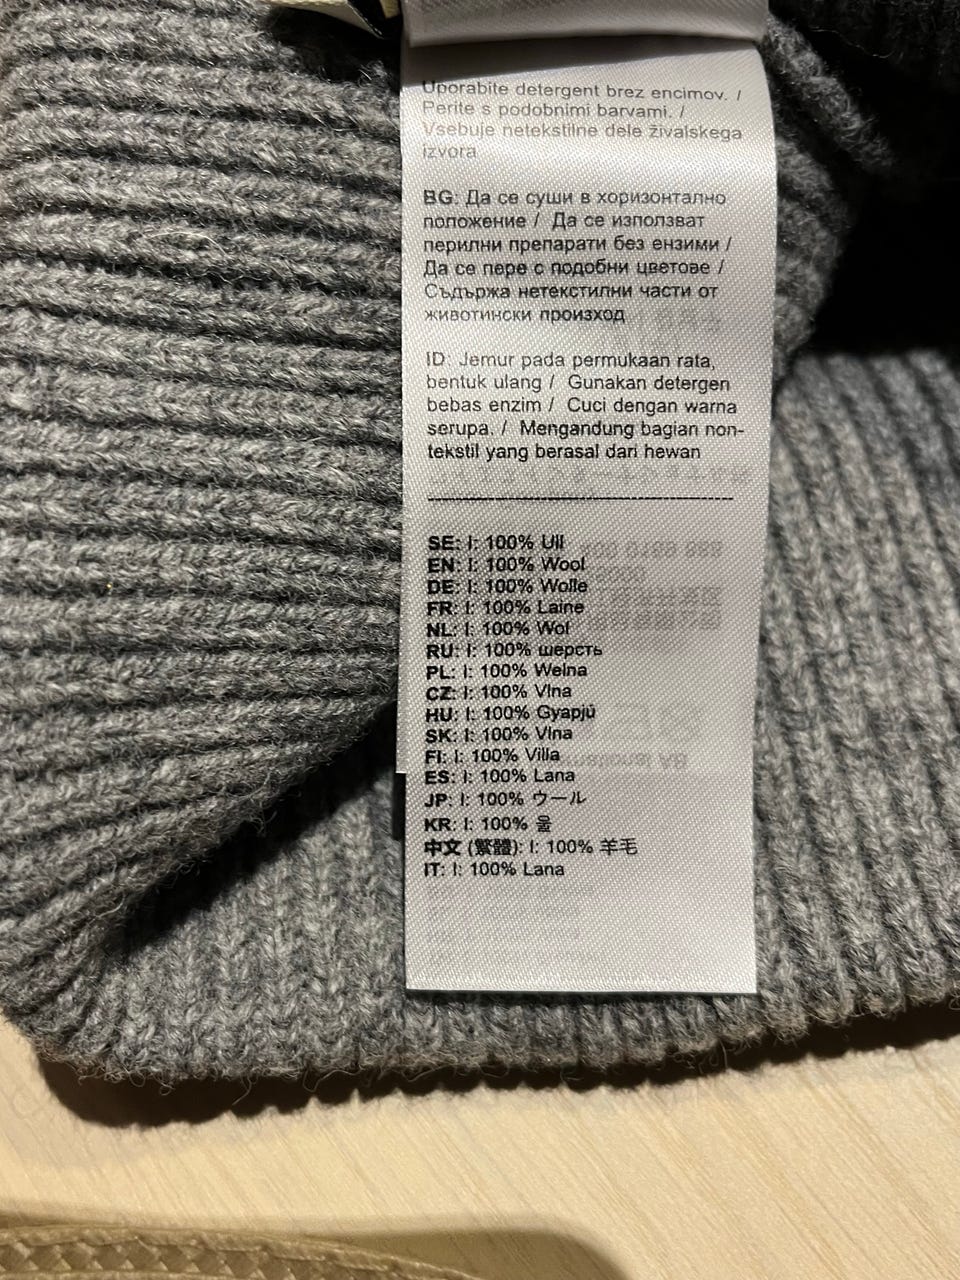 Uporabite detergent brez encimov. /
Perite s podobnimi barvami. /
Vsebuje netekstilne dele živalskega
izvora
BG: Да се суши в хоризонтално
положение / Да се използват
перилни препарати без ензими /
Да се пере с подобни цветове /
Съдържа нетекстилни части от
животински произход
ID: Jemur pada permukaan rata,
bentuk ulang / Gunakan detergen
bebas enzim / Cuci dengan warna
serupa. / Mengandung bagian non-
tekstil yang berasal dari hewan
SE: I: 100% Ull
EN: I: 100% Wool
DE: I: 100% Wolle
FR: I: 100% Laine
NL: I: 100% Wol
RU: I: 100% шерсть
PL: I: 100% Wełna
CZ: I: 100% Vlna
HU: I: 100% Gyapjú
SK: I: 100% Vlna
FI: I: 100% Villa
ES: I: 100% Lana
JP: I: 100% ウール
KR: I: 100% 울
中文 (繁體): I: 100% 羊毛
IT: I: 100% Lana